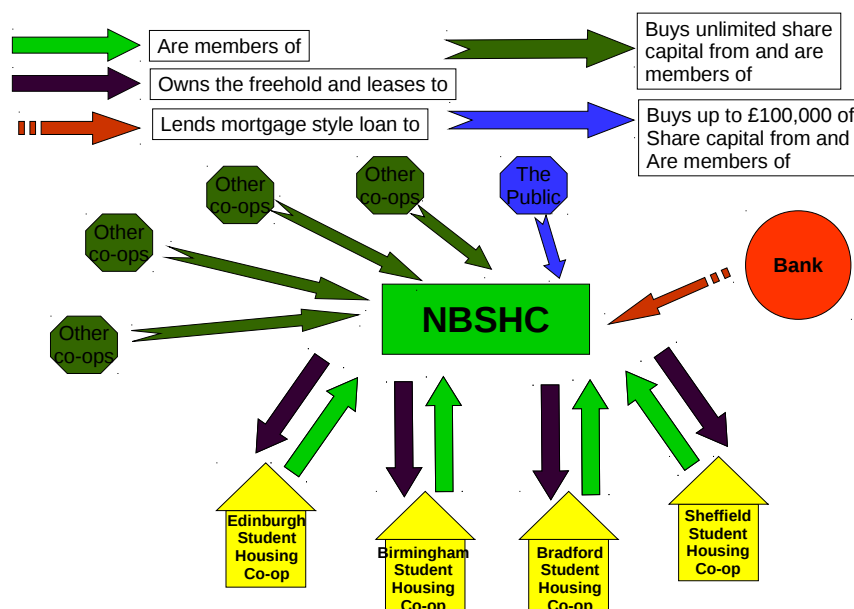 Are members of
Owns the freehold and leases to
Lends mortgage style loan to
Buys unlimited share
capital from and are
members of
Buys up to £100,000 of
Share capital from and
Are members of
Other
co-ops
Other
co-ops
The
Public
Other
co-ops
Other
co-ops
Bank
NBSHC
Edinburgh
Student
Housing
Co-op
Birmingham
Student
Housing
Co-op
Bradford
Student
Housing
Co-op
Sheffield
Student
Housing
Co-op